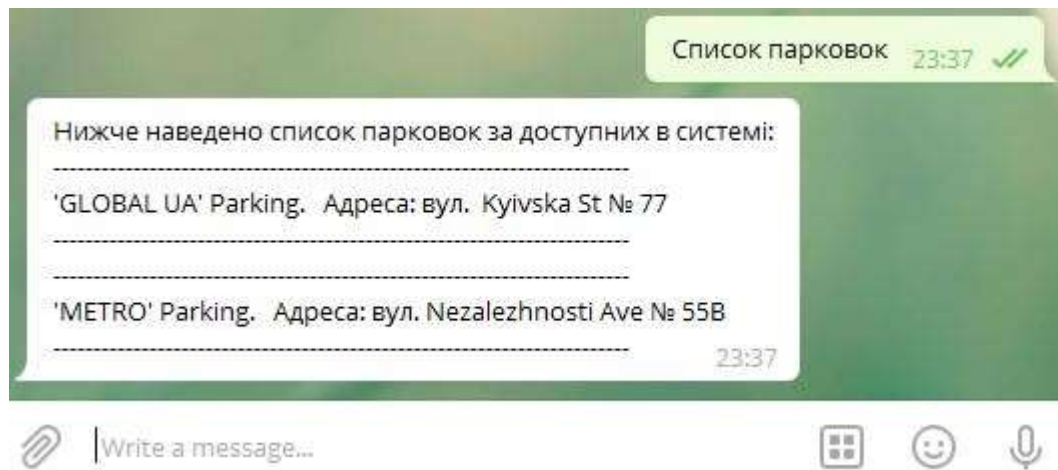 Список парковок 23:37
Нижче наведено список парковок за доступних в системі:
--------------------------------------------------------------------
'GLOBAL UA' Parking.   Адреса: вул.  Kyivska St № 77
--------------------------------------------------------------------
--------------------------------------------------------------------
'METRO' Parking.   Адреса: вул. Nezalezhnosti Ave № 55B
--------------------------------------------------------------------
23:37
Write a message...